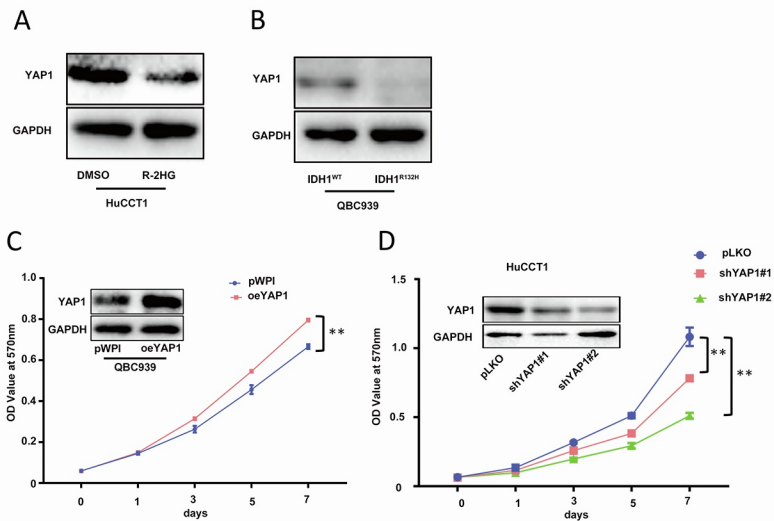 A
YAP1
GAPDH
DMSO R-2HG
HuCCT1
B
YAP1
GAPDH
IDH1WT IDH1R132H
QBC939
C
OD Value at 570nm
1.0
0.8
0.6
0.4
0.2
0
0 1 3 5 7
days
pWPI
oeYAP1
YAP1
GAPDH
pWPI oeYAP1
QBC939
**
D
OD Value at 570nm
1.5
1.0
0.5
0
0 1 3 5 7
days
HuCCT1
pLKO
shYAP1#1
shYAP1#2
YAP1
GAPDH
pLKO shYAP1#1 shYAP1#2
**
**